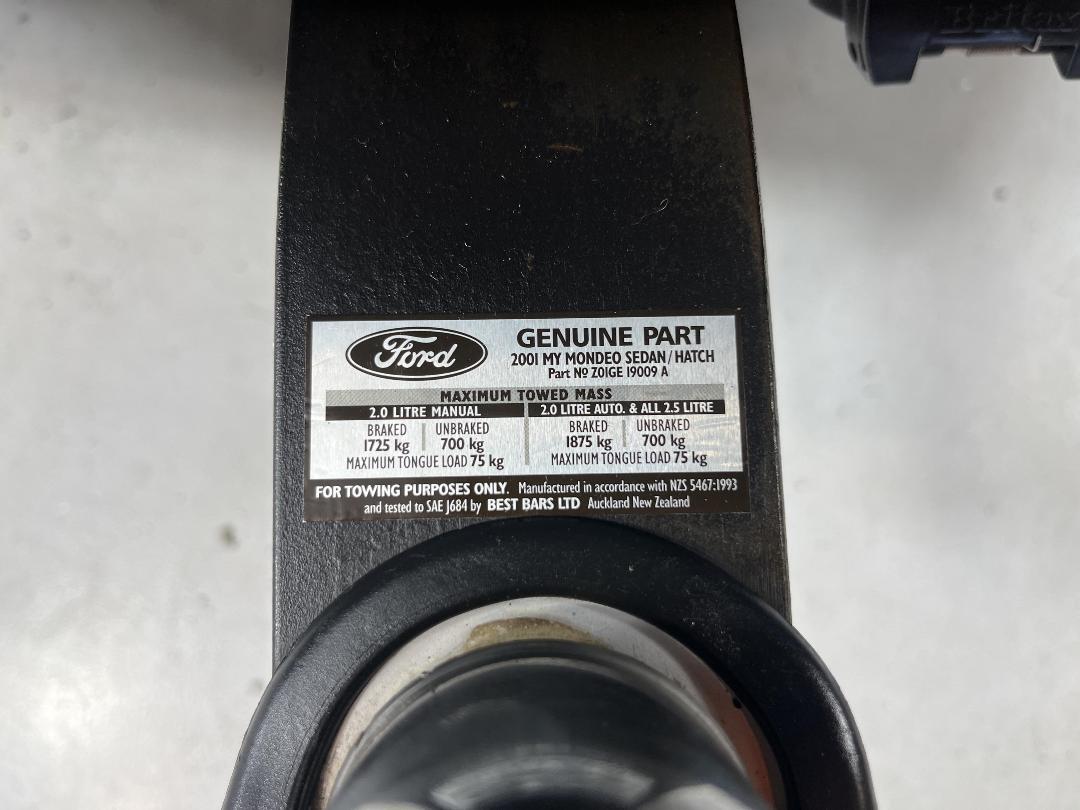 Ford
GENUINE PART
2001 MY MONDEO SEDAN/HATCH
Part Nº Z01GE 19009 A
MAXIMUM TOWED MASS
2.0 LITRE MANUAL
BRAKED UNBRAKED
1725 kg 700 kg
MAXIMUM TONGUE LOAD 75 kg
2.0 LITRE AUTO. & ALL 2.5 LITRE
BRAKED UNBRAKED
1875 kg 700 kg
MAXIMUM TONGUE LOAD 75 kg
FOR TOWING PURPOSES ONLY. Manufactured in accordance with NZS 5467:1993
and tested to SAE J684 by BEST BARS LTD Auckland New Zealand